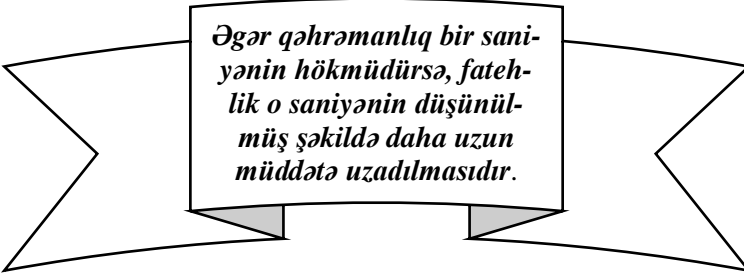 Əgər qəhrəmanlıq bir sani-
yənin hökmüdürsə, fateh-
lik o saniyənin düşünül-
müş şəkildə daha uzun
müddətə uzadılmasıdır.